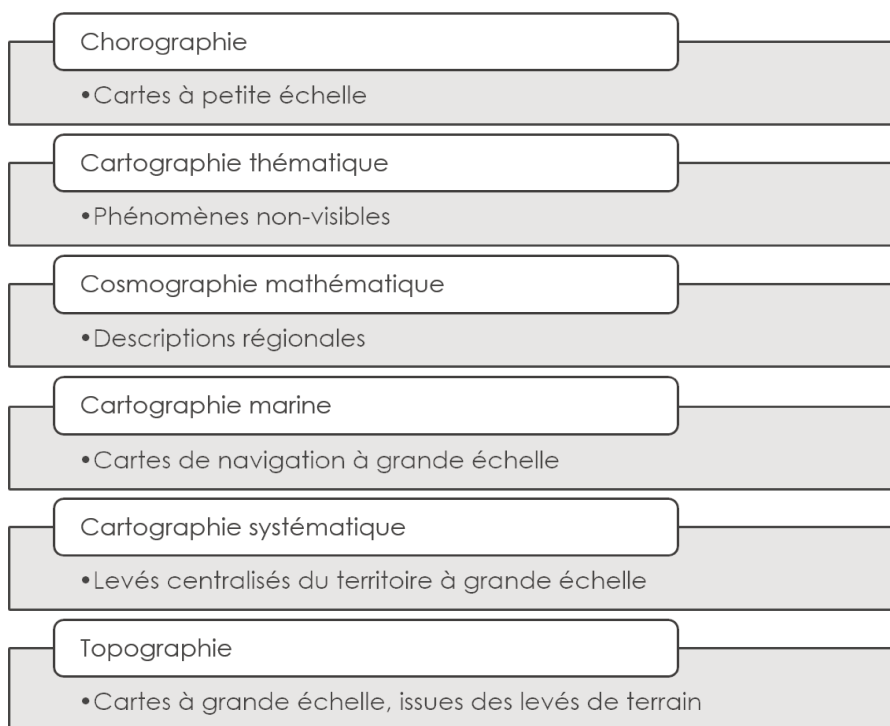 Chorographie
•Cartes à petite échelle
Cartographie thématique
•Phénomènes non-visibles
Cosmographie mathématique
•Descriptions régionales
Cartographie marine
•Cartes de navigation à grande échelle
Cartographie systématique
•Levés centralisés du territoire à grande échelle
Topographie
•Cartes à grande échelle, issues des levés de terrain